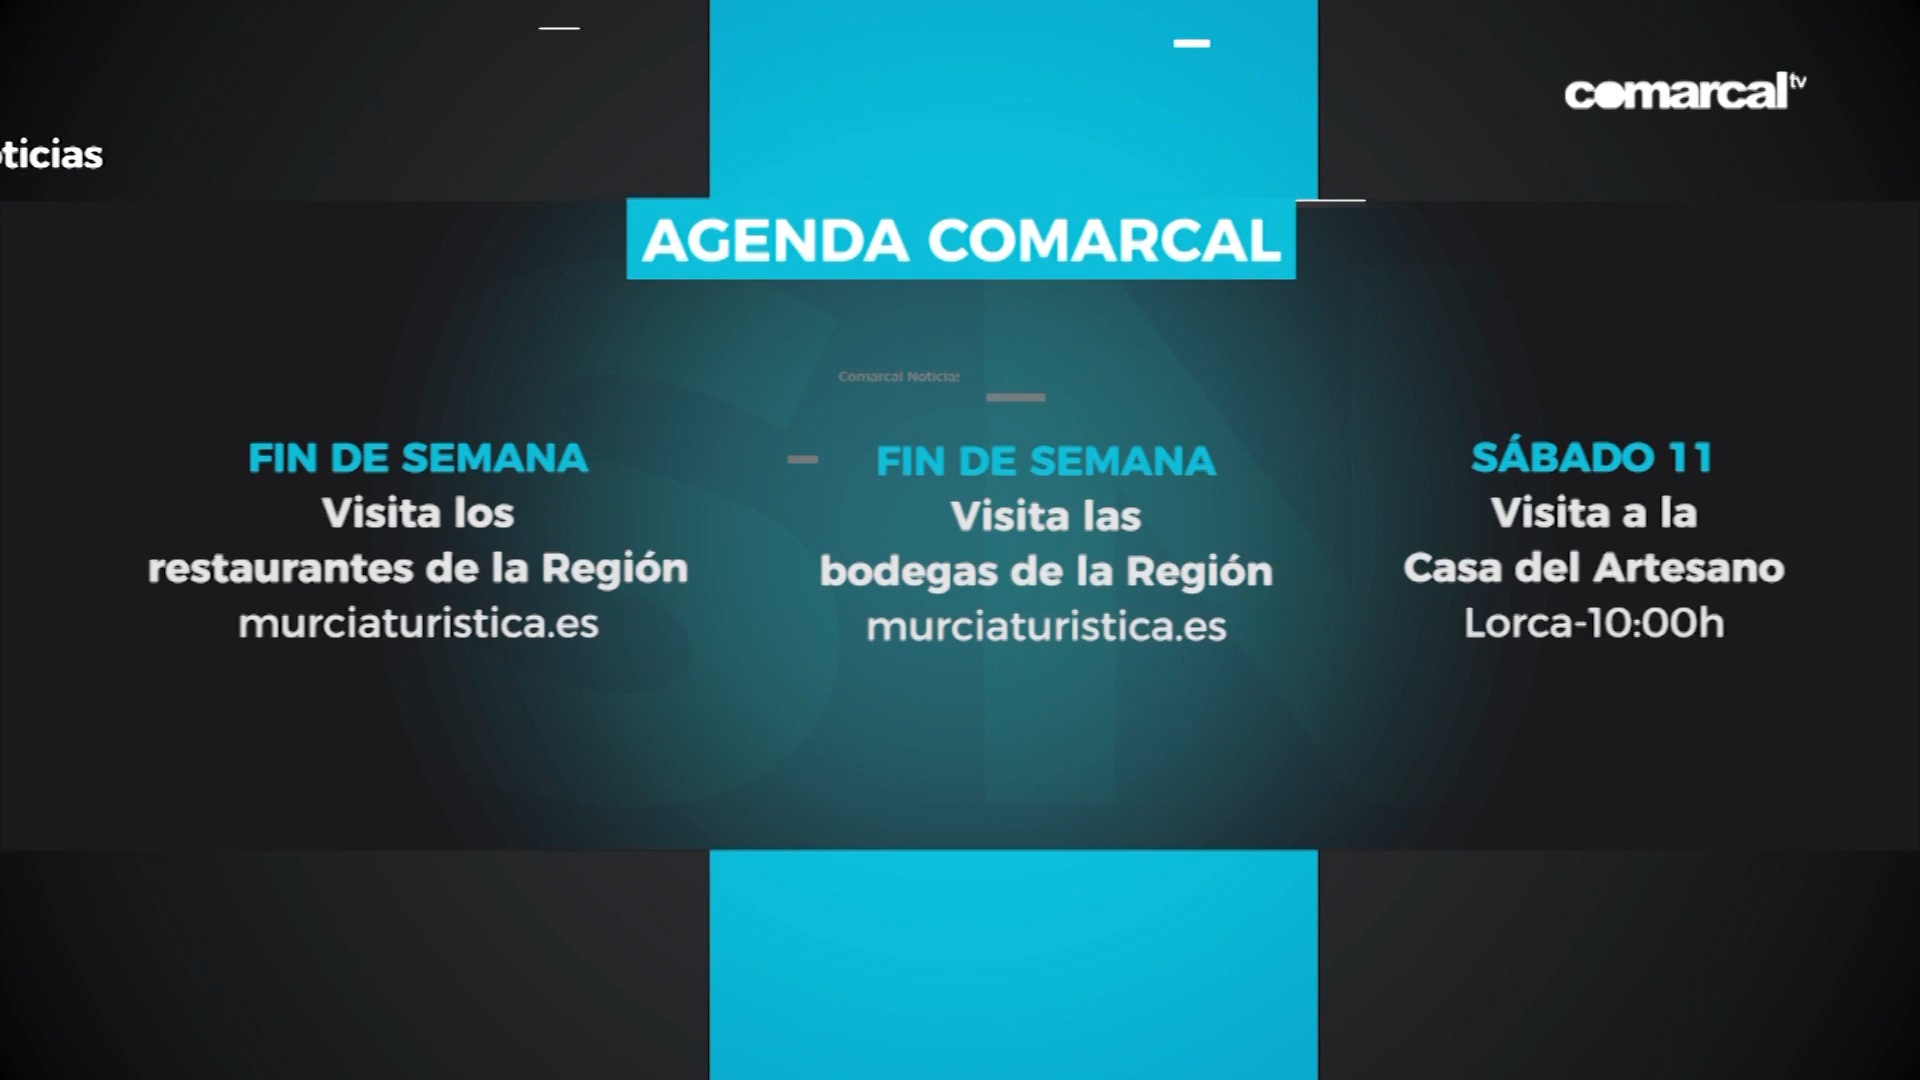 comarcal tv
ticias
AGENDA COMARCAL
Comarcal Noticias
FIN DE SEMANA
Visita los
restaurantes de la Región
murciaturistica.es
FIN DE SEMANA
Visita las
bodegas de la Región
murciaturistica.es
SÁBADO 11
Visita a la
Casa del Artesano
Lorca-10:00h